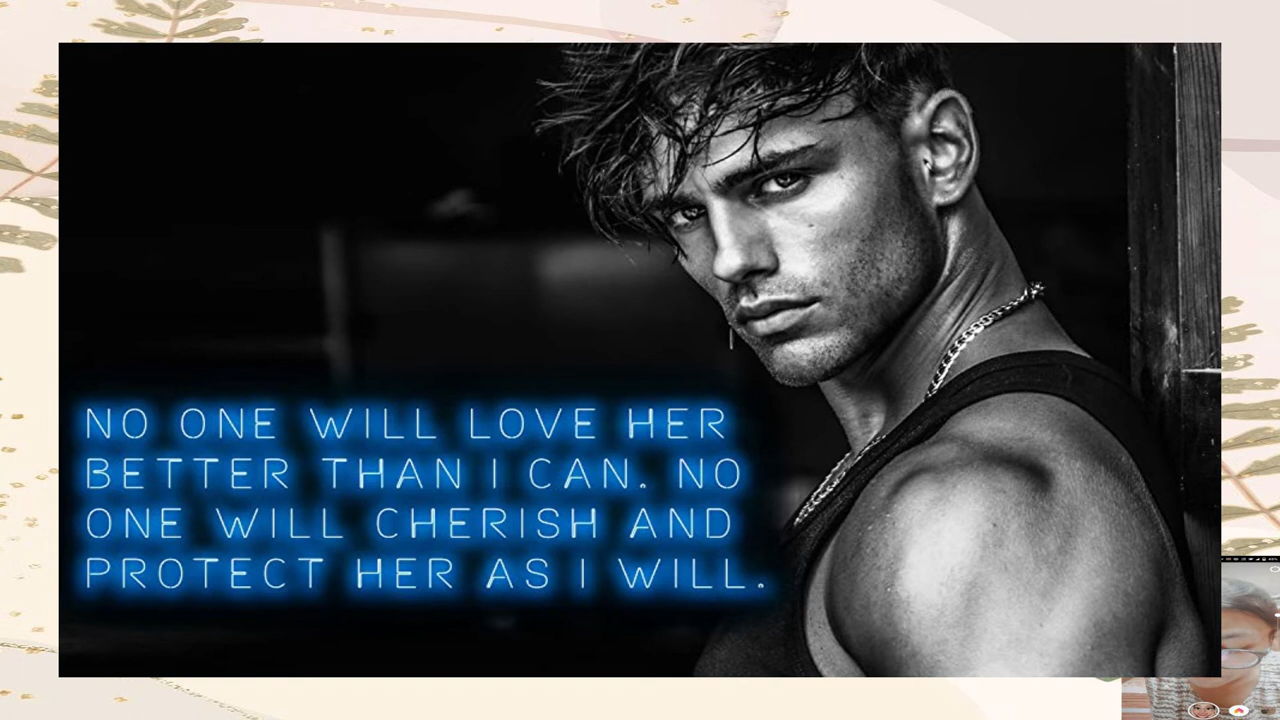 NO ONE WILL LOVE HER
BETTER THAN I CAN. NO
ONE WILL CHERISH AND
PROTECT HER AS I WILL.